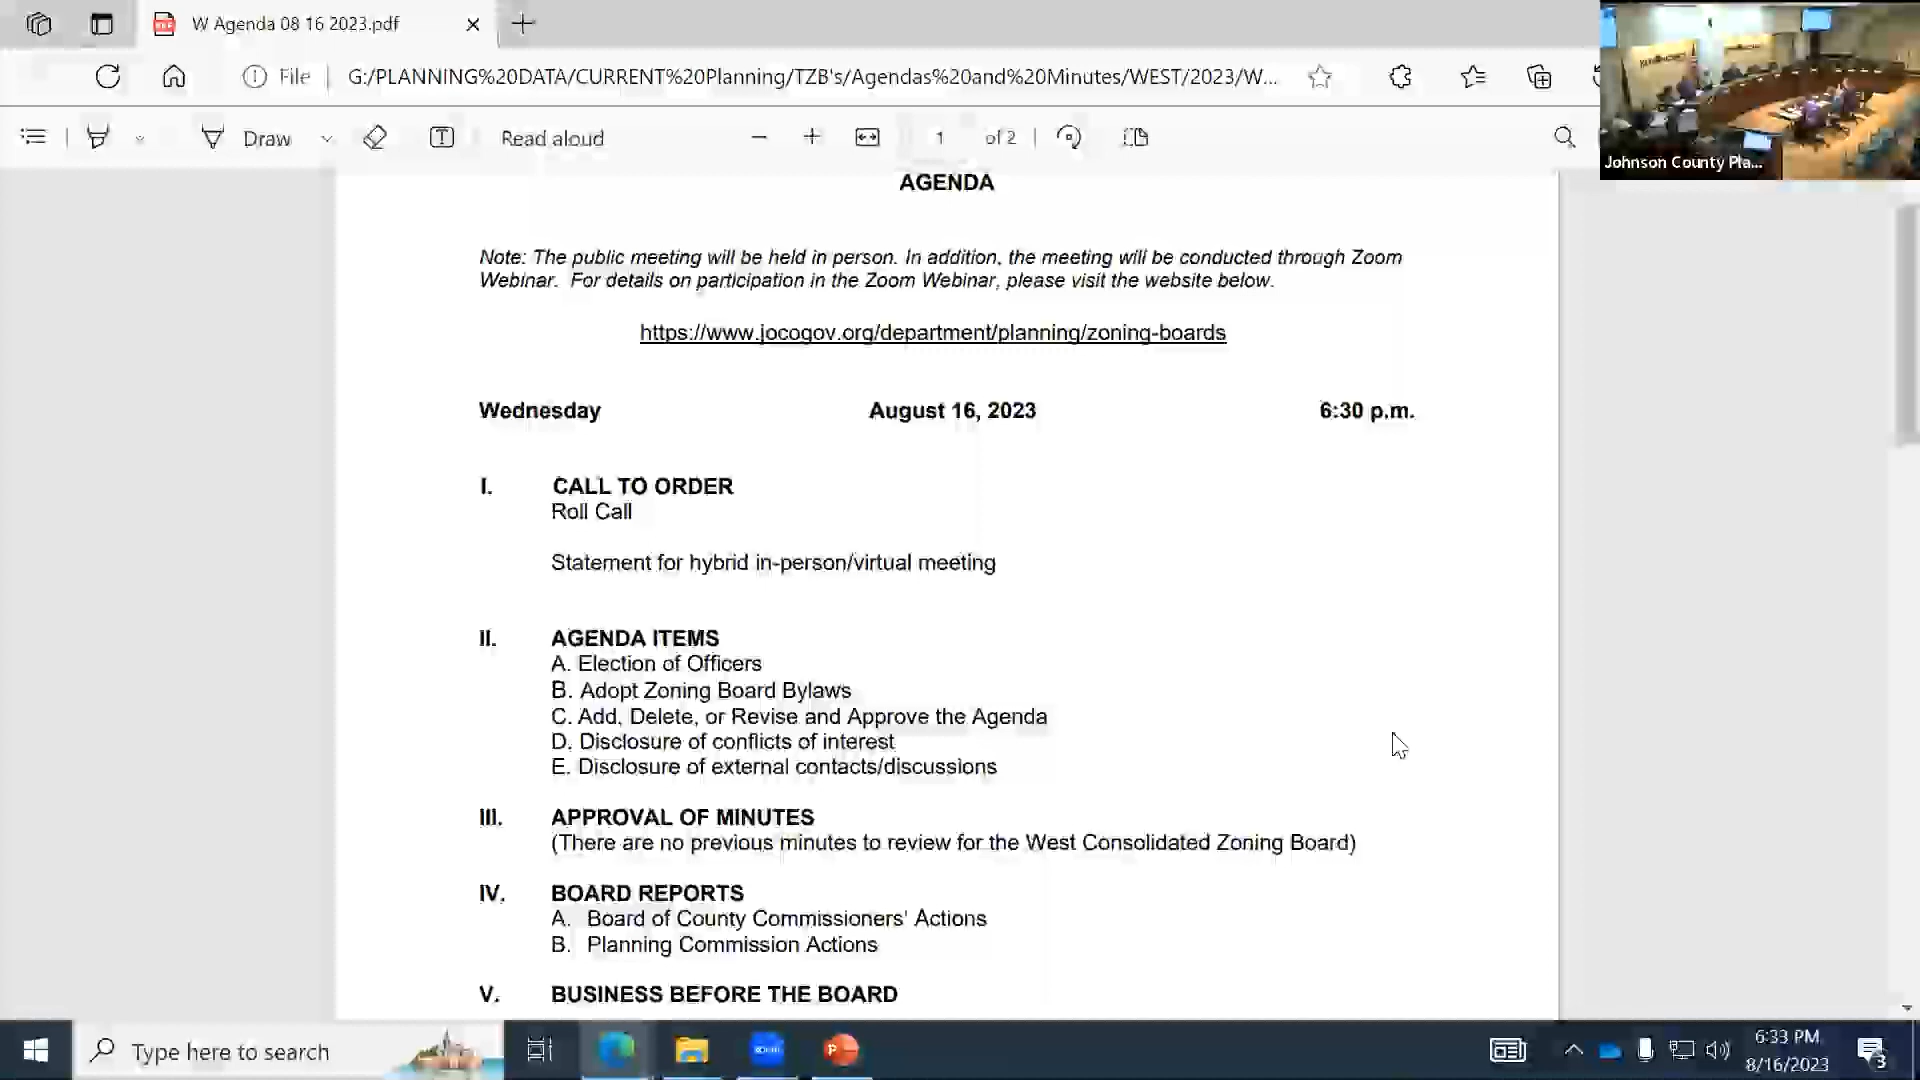 W Agenda 08 16 2023.pdf
File
G:/PLANNING%20DATA/CURRENT%20Planning/TZB's/Agendas%20and%20Minutes/WEST/2023/W...
Draw
Read aloud
1
of 2
Johnson County Pla...
AGENDA
Note: The public meeting will be held in person. In addition, the meeting will be conducted through Zoom
Webinar. For details on participation in the Zoom Webinar, please visit the website below.
https://www.jocogov.org/department/planning/zoning-boards
Wednesday August 16, 2023 6:30 p.m.
I. CALL TO ORDER
Roll Call
Statement for hybrid in-person/virtual meeting
II. AGENDA ITEMS
A. Election of Officers
B. Adopt Zoning Board Bylaws
C. Add, Delete, or Revise and Approve the Agenda
D. Disclosure of conflicts of interest
E. Disclosure of external contacts/discussions
III. APPROVAL OF MINUTES
(There are no previous minutes to review for the West Consolidated Zoning Board)
IV. BOARD REPORTS
A. Board of County Commissioners' Actions
B. Planning Commission Actions
V. BUSINESS BEFORE THE BOARD
Type here to search
6:33 PM
8/16/2023
3